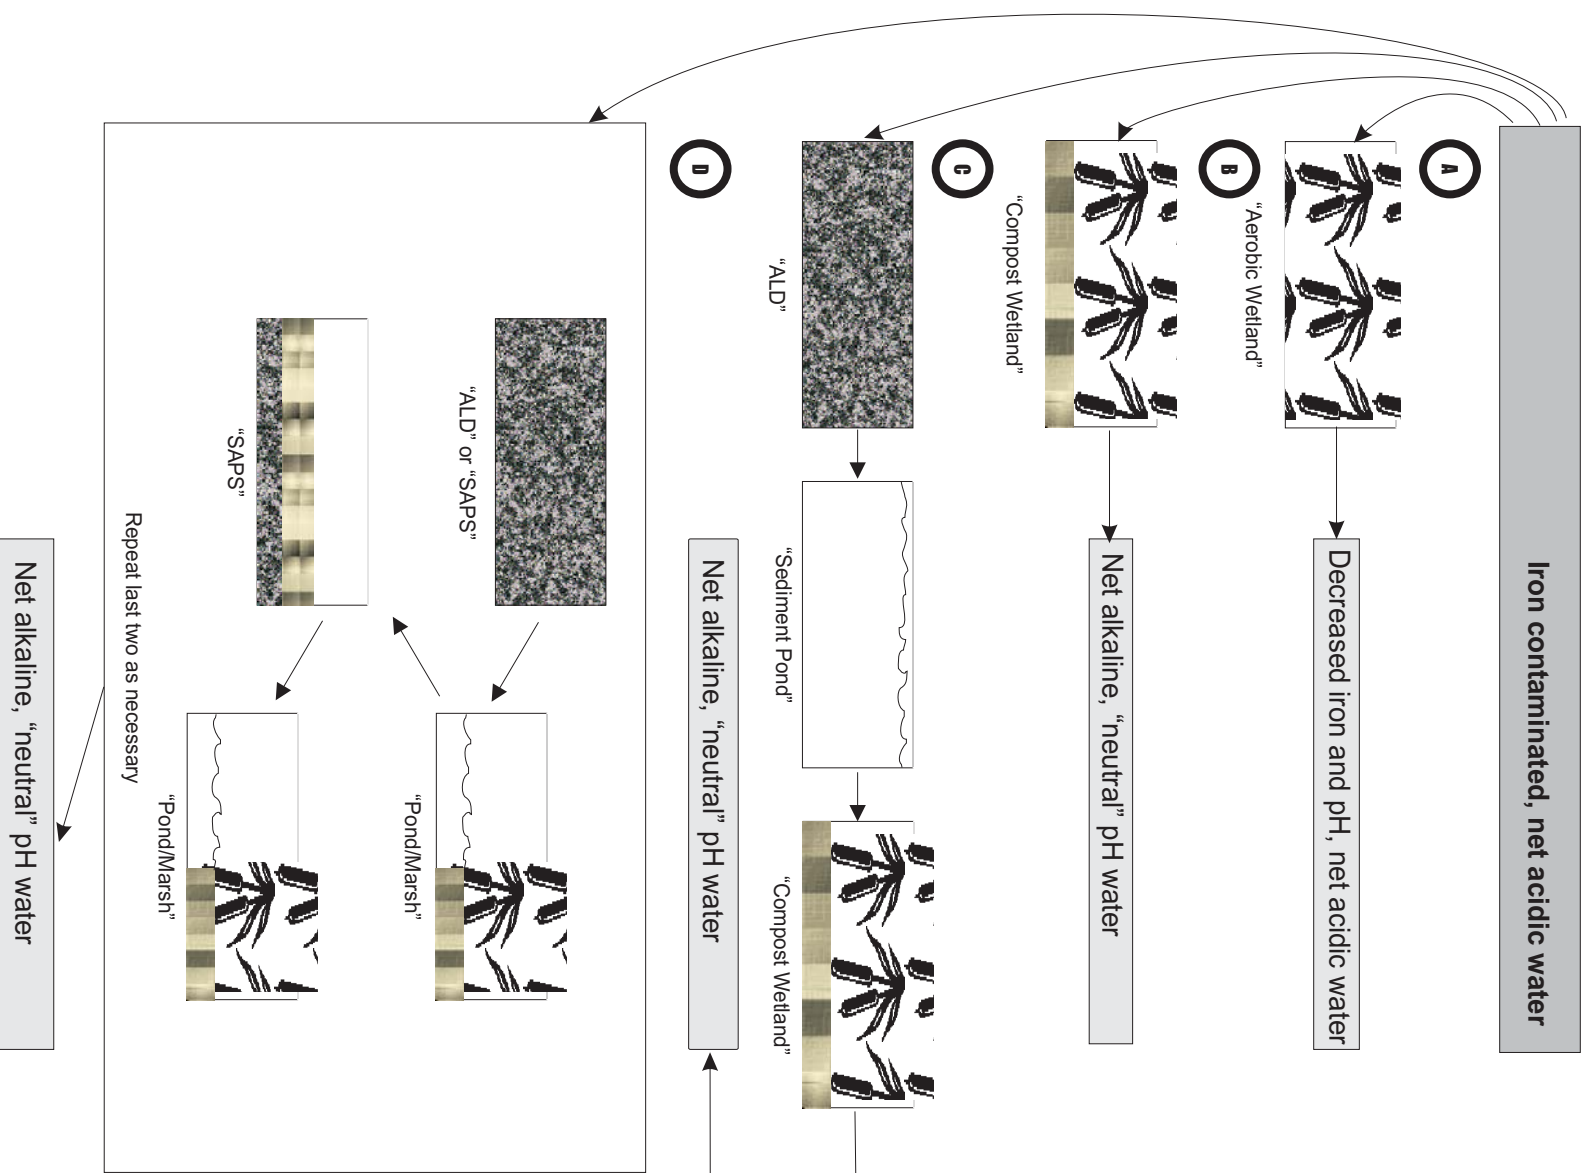 Iron contaminated, net acidic water
A
“Aerobic Wetland”
Decreased iron and pH, net acidic water
B
“Compost Wetland”
Net alkaline, “neutral” pH water
C
“ALD”
“Sediment Pond”
“Compost Wetland”
Net alkaline, “neutral” pH water
D
“ALD” or “SAPS”
“Pond/Marsh”
“SAPS”
“Pond/Marsh”
Repeat last two as necessary
Net alkaline, “neutral” pH water